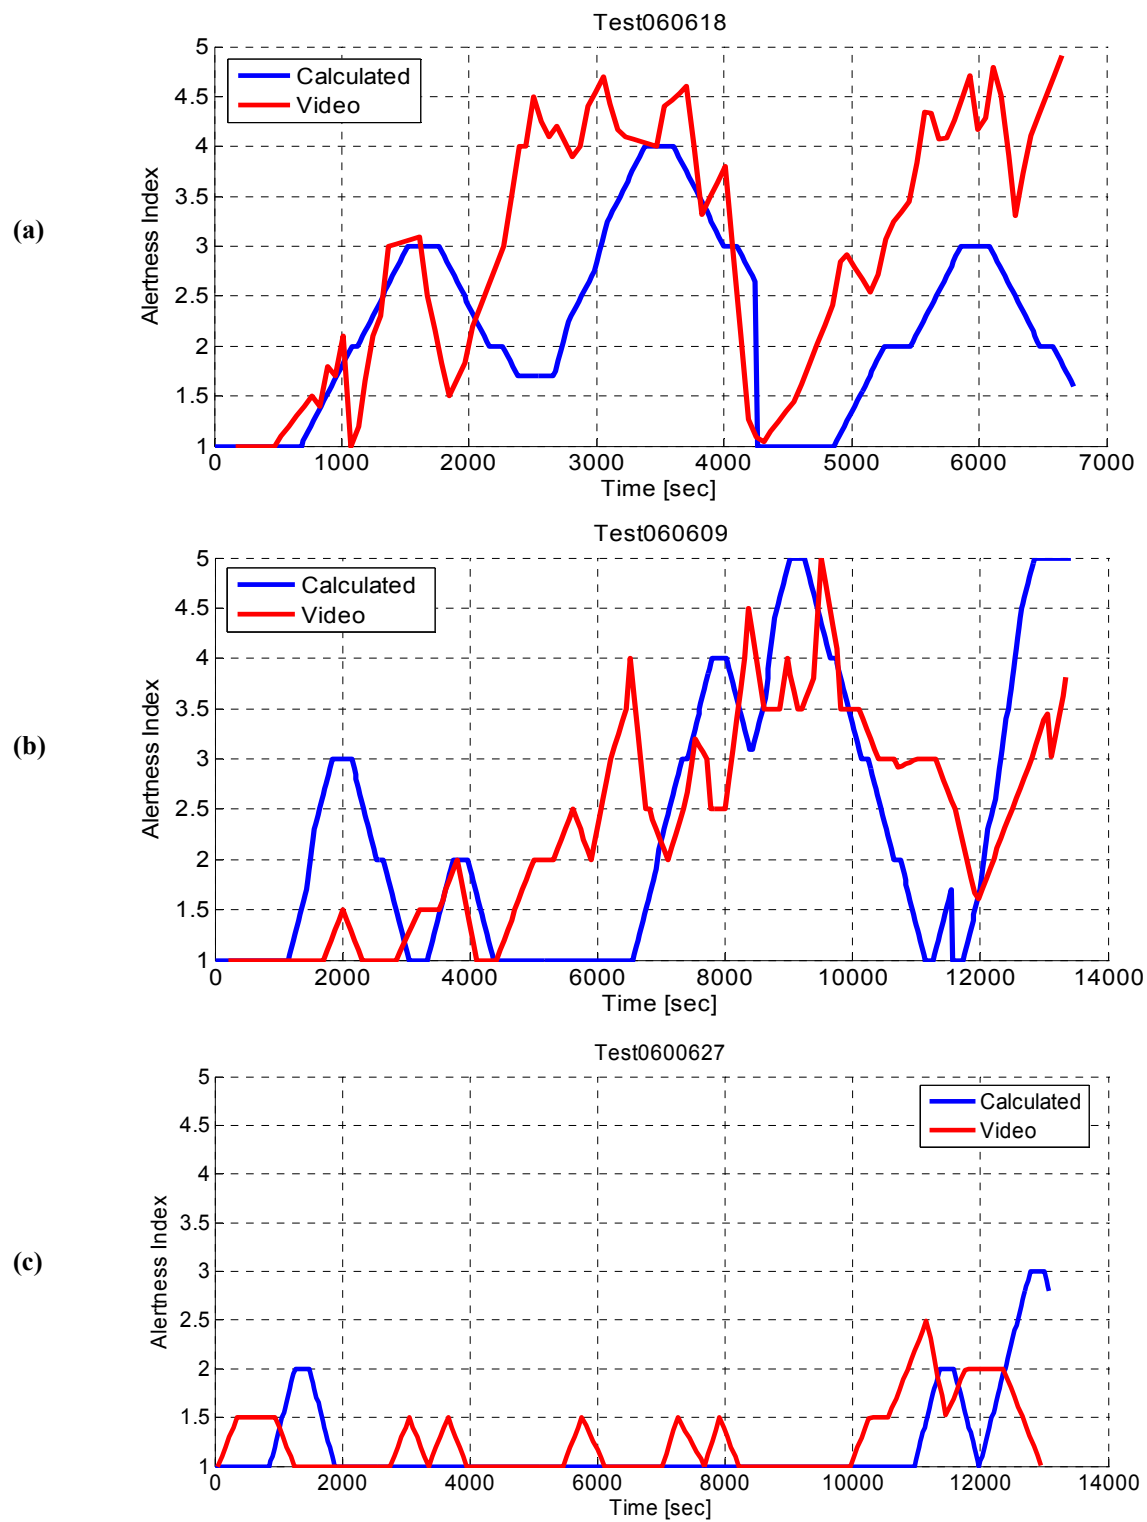 Test060618
Calculated
Video
(a)
Alertness Index
5
4.5
4
3.5
3
2.5
2
1.5
1
0 1000 2000 3000 4000 5000 6000 7000
Time [sec]
Test060609
Calculated
Video
(b)
Alertness Index
5
4.5
4
3.5
3
2.5
2
1.5
1
0 2000 4000 6000 8000 10000 12000 14000
Time [sec]
Test0600627
Calculated
Video
(c)
Alertness Index
5
4.5
4
3.5
3
2.5
2
1.5
1
0 2000 4000 6000 8000 10000 12000 14000
Time [sec]